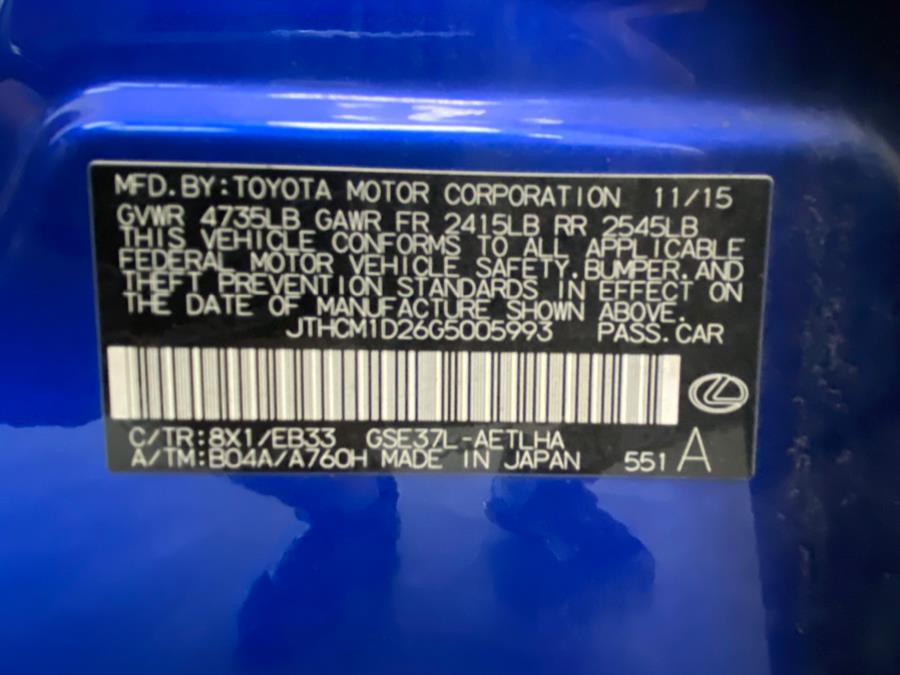 MFD.BY:TOYOTA MOTOR CORPORATION 11/15
GVWR 4735LB GAWR FR 2415LB RR 2545LB
THIS VEHICLE CONFORMS TO ALL APPLICABLE
FEDERAL MOTOR VEHICLE SAFETY.BUMPER.AND
THEFT PREVENTION STANDARDS IN EFFECT ON
THE DATE OF MANUFACTURE SHOWN ABOVE.
JTHCM1D26G5005993 PASS.CAR
C/TR:8X1/EB33 GSE37L-AETLHA
A/TM:B04A/A760H MADE IN JAPAN 551 A